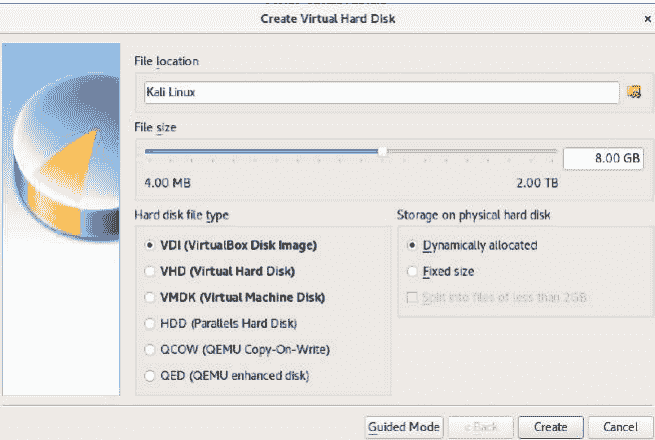 Create Virtual Hard Disk
File location
Kali Linux
File size
8.00 GB
4.00 MB 2.00 TB
Hard disk file type Storage on physical hard disk
VDI (VirtualBox Disk Image) Dynamically allocated
VHD (Virtual Hard Disk) Fixed size
VMDK (Virtual Machine Disk) Split into files of less than 2GB
HDD (Parallels Hard Disk)
QCOW (QEMU Copy-On-Write)
QED (QEMU enhanced disk)
Guided Mode < Back Create Cancel